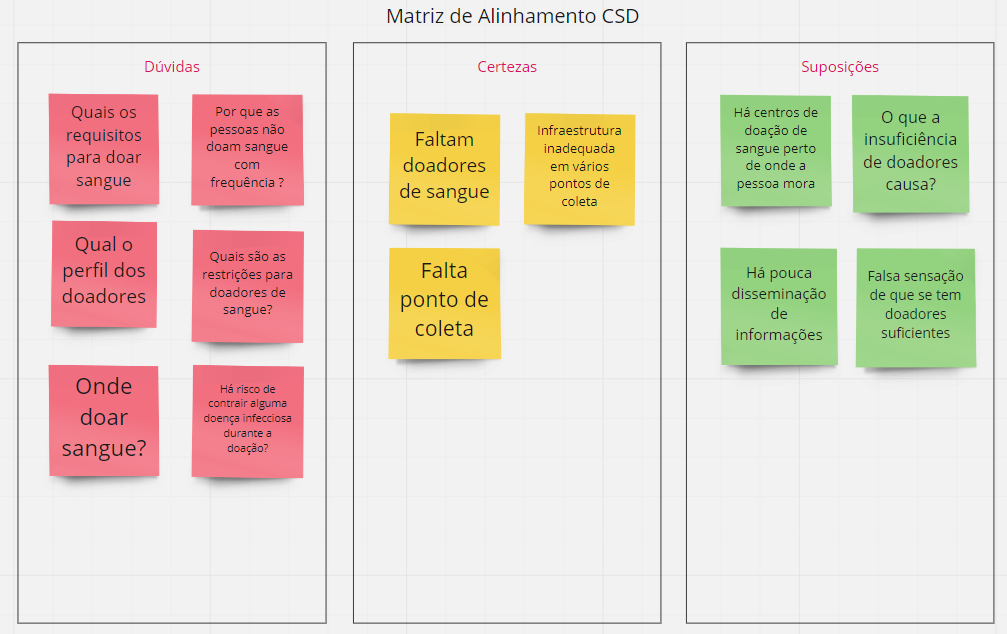 Matriz de Alinhamento CSD
Dúvidas
Quais os
requisitos
para doar
sangue
Por que as
pessoas não
doam sangue
com
frequência ?
Qual o
perfil dos
doadores
Quais são as
restrições para
doadores de
sangue?
Onde
doar
sangue?
Há risco de
contrair alguma
doença infecciosa
durante a
doação?
Certezas
Faltam
doadores
de sangue
Infraestrutura
inadequada
em vários
pontos de
coleta
Falta
ponto de
coleta
Suposições
Há centros de
doação de
sangue perto
de onde a
pessoa mora
O que a
insuficiência
de doadores
causa?
Há pouca
disseminação
de
informações
Falsa sensação
de que se tem
doadores
suficientes